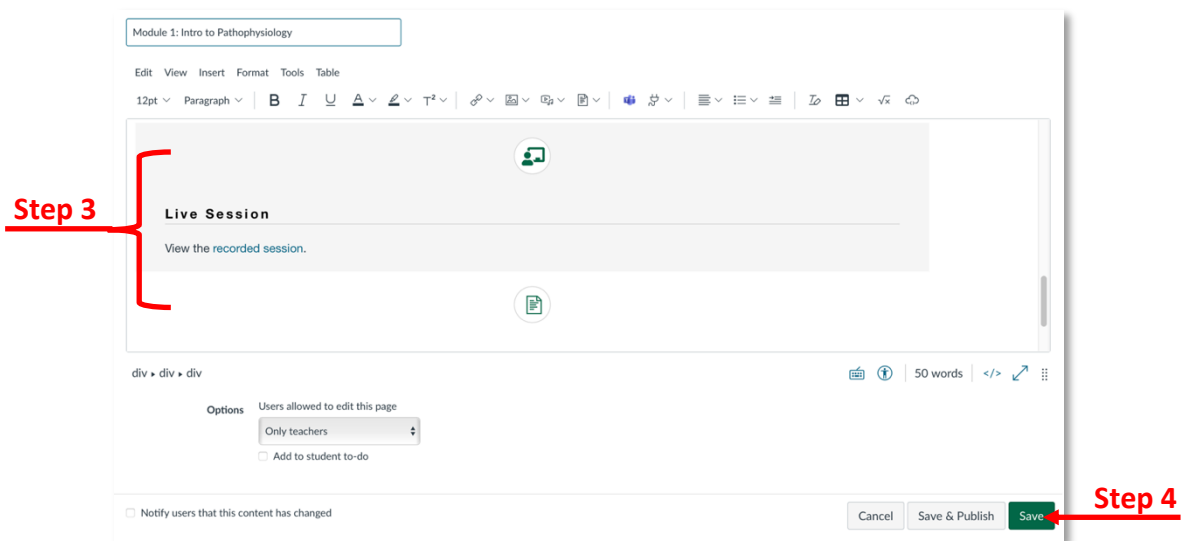 Module 1: Intro to Pathophysiology
Edit View Insert Format Tools Table
12pt Paragraph B I U A T² √x
Step 3
Live Session
View the recorded session.
div ▸ div ▸ div
50 words </>
Options
Users allowed to edit this page
Only teachers
Add to student to-do
Step 4
Notify users that this content has changed
Cancel Save & Publish Save